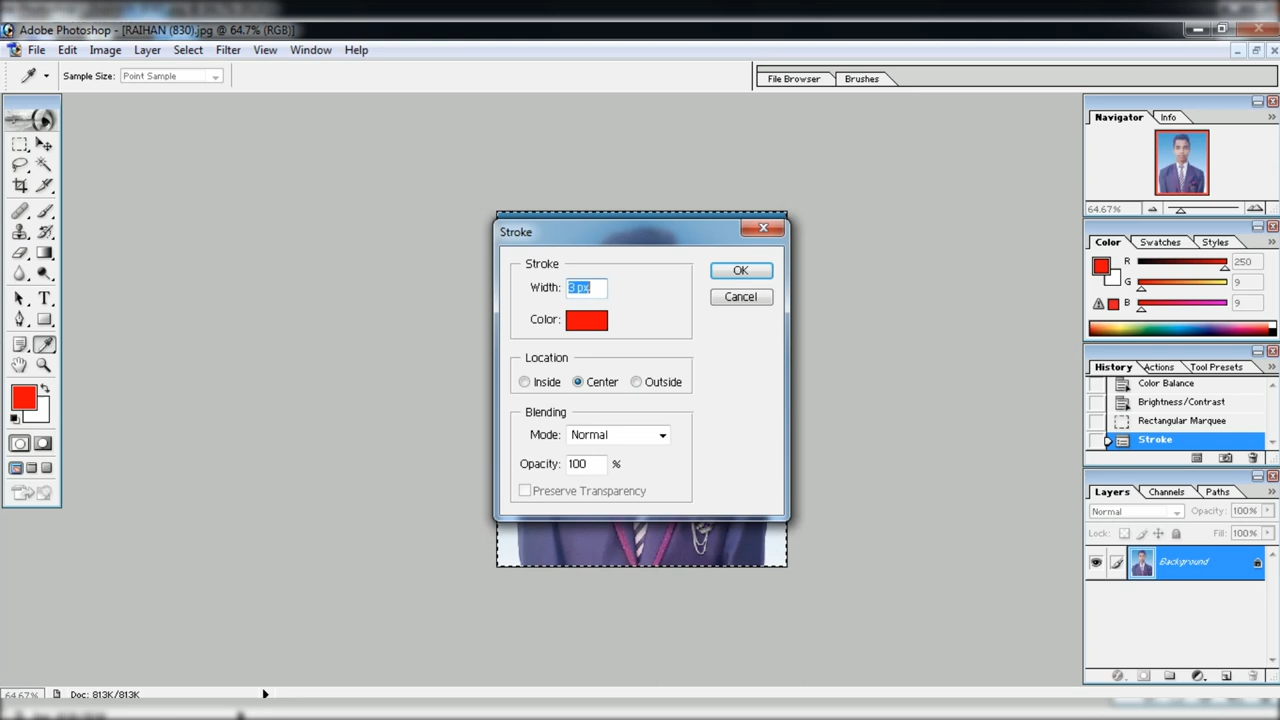 Adobe Photoshop - [RAIHAN (830).jpg @ 64.7% (RGB)]
File Edit Image Layer Select Filter View Window Help
Sample Size: Point Sample
File Browser Brushes
Navigator Info
64.67%
Color Swatches Styles
R 250
G 9
B 9
History Actions Tool Presets
Color Balance
Brightness/Contrast
Rectangular Marquee
Stroke
Layers Channels Paths
Normal Opacity: 100%
Lock: Fill: 100%
Background
Stroke
Stroke
Width: 3 px
Color:
OK
Cancel
Location
Inside Center Outside
Blending
Mode: Normal
Opacity: 100 %
Preserve Transparency
64.67% Doc: 813K/813K